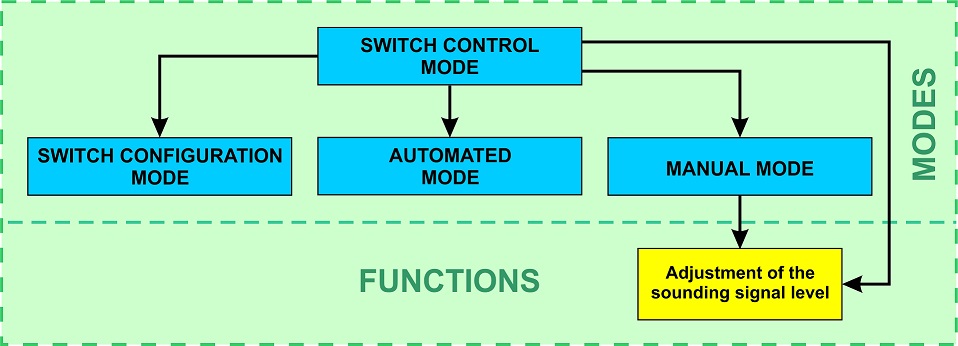 SWITCH CONTROL
MODE
SWITCH CONFIGURATION
MODE
AUTOMATED
MODE
MANUAL MODE
MODES
FUNCTIONS
Adjustment of the
sounding signal level